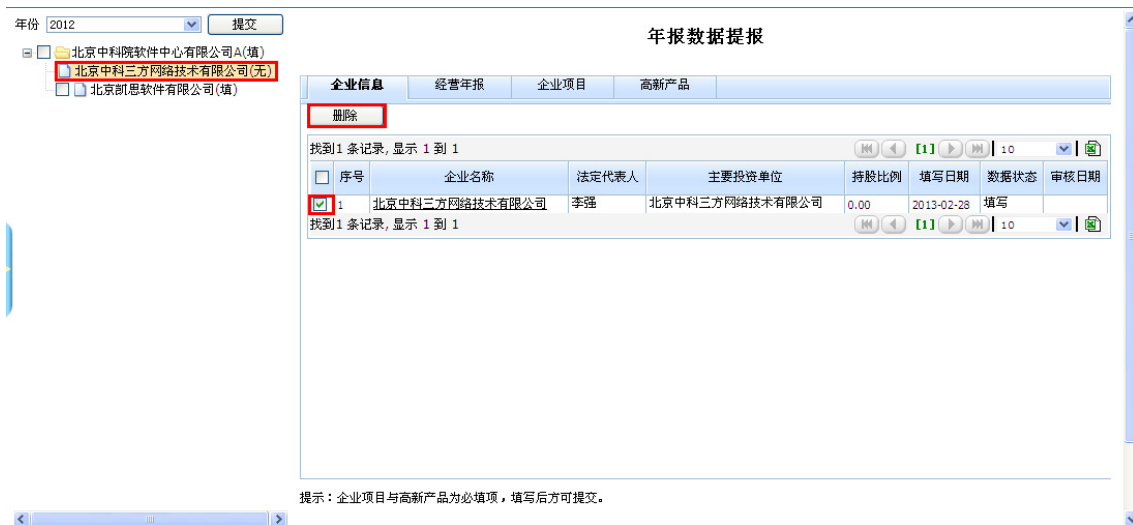 年份 2012 提交
北京中科院软件中心有限公司A(填)
北京中科三方网络技术有限公司(无)
北京凯思软件有限公司(填)
年报数据提报
企业信息 经营年报 企业项目 高新产品
删除
找到1 条记录, 显示 1 到 1 [1] 10
序号 企业名称 法定代表人 主要投资单位 持股比例 填写日期 数据状态 审核日期
1 北京中科三方网络技术有限公司 李强 北京中科三方网络技术有限公司 0.00 2013-02-28 填写
找到1 条记录, 显示 1 到 1 [1] 10
提示：企业项目与高新产品为必填项，填写后方可提交。